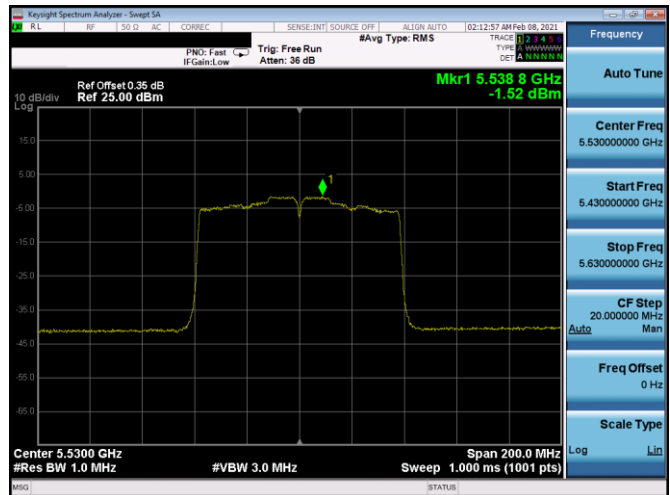 Keysight Spectrum Analyzer - Swept SA
RL RF 50 Ω AC CORREC SENSE:INT SOURCE OFF ALIGN AUTO 02:12:57 AM Feb 08, 2021
#Avg Type: RMS
TRACE 1 2 3 4 5 6
TYPE A WWWWW
DET A N N N N N
PNO: Fast
IFGain:Low
Trig: Free Run
Atten: 36 dB
Mkr1 5.538 8 GHz
-1.52 dBm
Ref Offset 0.35 dB
10 dB/div Ref 25.00 dBm
Log
15.0
5.00
1
-5.00
-15.0
-25.0
-35.0
-45.0
-55.0
-65.0
Center 5.5300 GHz Span 200.0 MHz
#Res BW 1.0 MHz #VBW 3.0 MHz Sweep 1.000 ms (1001 pts)
MSG STATUS
Frequency
Auto Tune
Center Freq
5.530000000 GHz
Start Freq
5.430000000 GHz
Stop Freq
5.630000000 GHz
CF Step
20.000000 MHz
Auto Man
Freq Offset
0 Hz
Scale Type
Log Lin